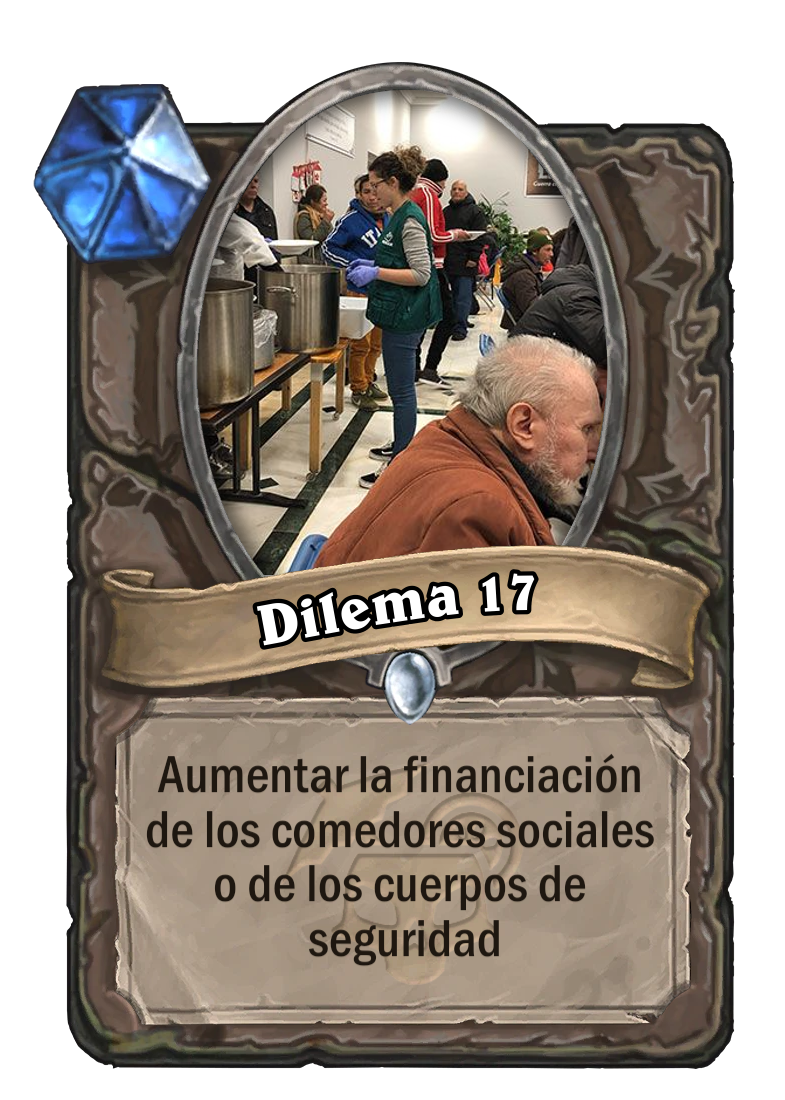 Dilema 17
Aumentar la financiación
de los comedores sociales
o de los cuerpos de
seguridad